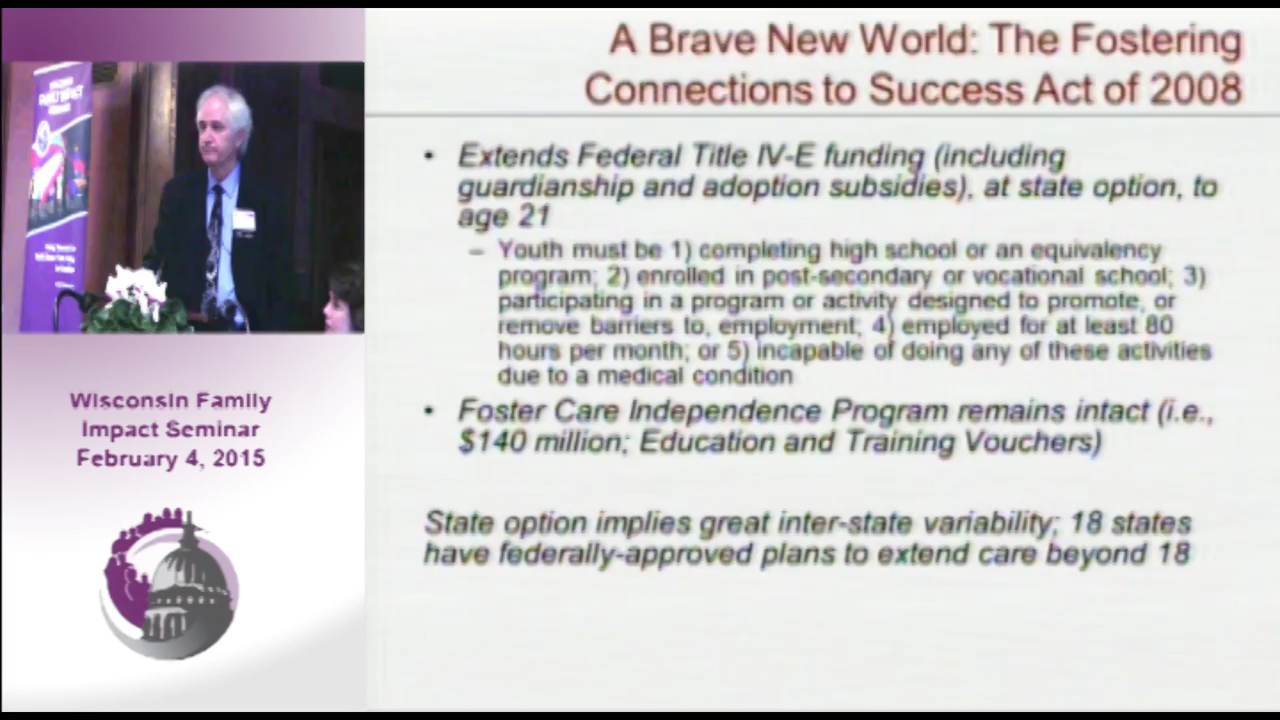 A Brave New World: The Fostering
Connections to Success Act of 2008
• Extends Federal Title IV-E funding (including
guardianship and adoption subsidies), at state option, to
age 21
– Youth must be 1) completing high school or an equivalency
program; 2) enrolled in post-secondary or vocational school; 3)
participating in a program or activity designed to promote, or
remove barriers to, employment; 4) employed for at least 80
hours per month; or 5) incapable of doing any of these activities
due to a medical condition
• Foster Care Independence Program remains intact (i.e.,
$140 million; Education and Training Vouchers)
State option implies great inter-state variability; 18 states
have federally-approved plans to extend care beyond 18
Wisconsin Family
Impact Seminar
February 4, 2015